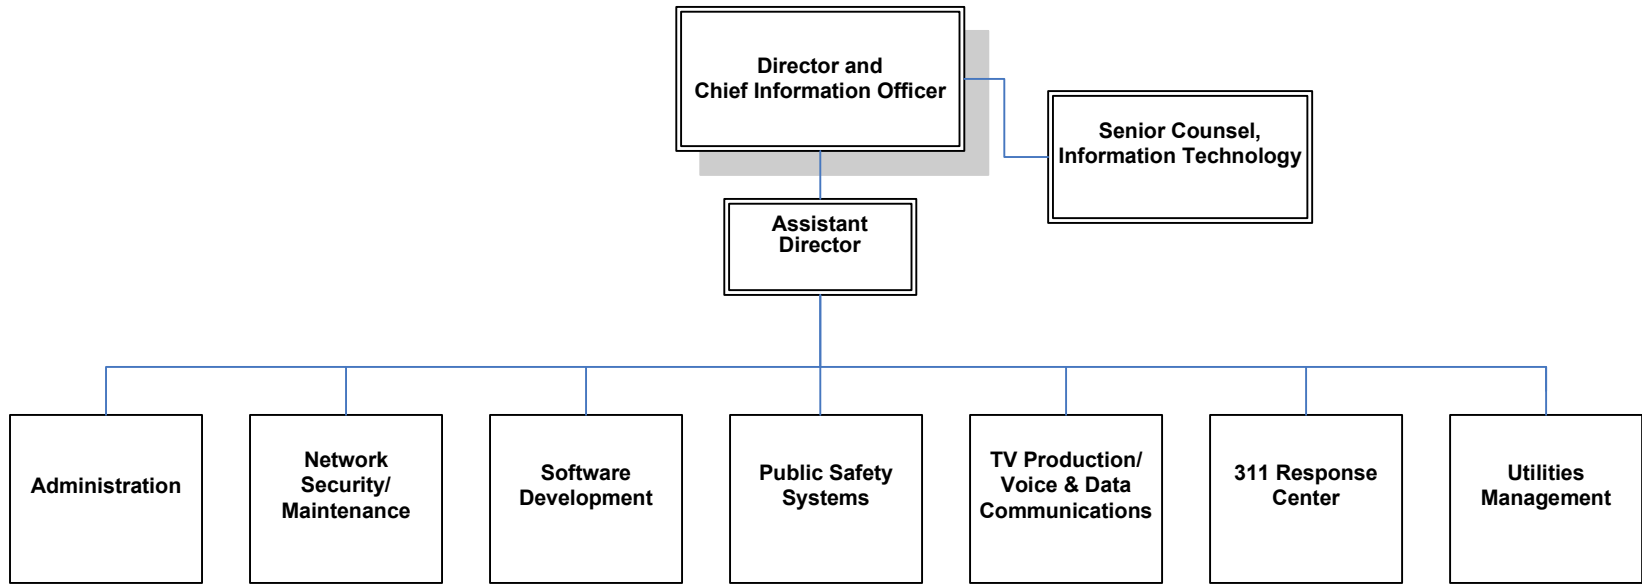 Director and
Chief Information Officer
Senior Counsel,
Information Technology
Assistant
Director
Administration
Network
Security/
Maintenance
Software
Development
Public Safety
Systems
TV Production/
Voice & Data
Communications
311 Response
Center
Utilities
Management